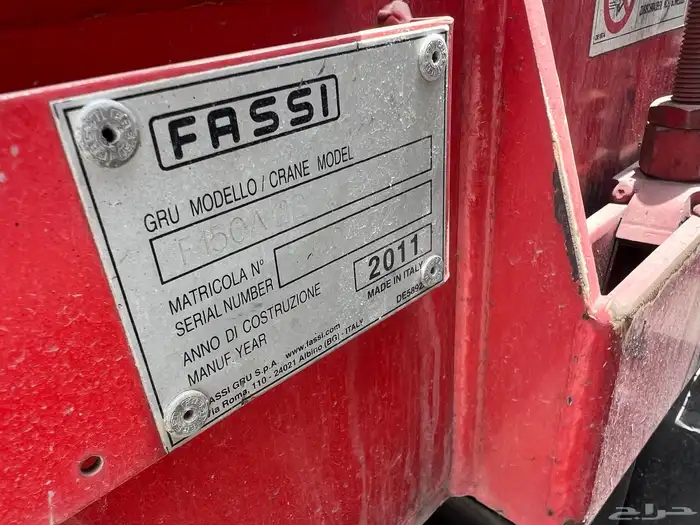 FASSI
GRU MODELLO / CRANE MODEL
F150A
MATRICOLA N°
SERIAL NUMBER
ANNO DI COSTRUZIONE
MANUF. YEAR
2011
MADE IN ITALY
FASSI GRU S.p.A. www.fassi.com
Via Roma, 110 - 24021 Albino (BG) - ITALY
حراج